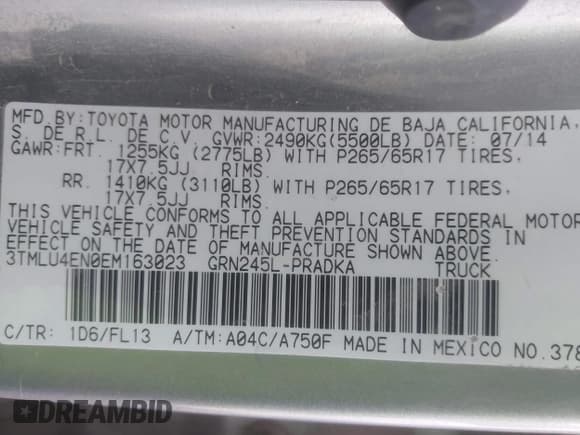 MFD.BY:TOYOTA MOTOR MANUFACTURING DE BAJA CALIFORNIA,
S. DE R.L. DE C.V. GVWR:2490KG(5500LB) DATE: 07/14
GAWR:FRT. 1255KG (2775LB) WITH P265/65R17 TIRES,
17X7.5JJ RIMS.
RR. 1410KG (3110LB) WITH P265/65R17 TIRES,
17X7.5JJ RIMS.
THIS VEHICLE CONFORMS TO ALL APPLICABLE FEDERAL MOTOR
VEHICLE SAFETY AND THEFT PREVENTION STANDARDS IN
EFFECT ON THE DATE OF MANUFACTURE SHOWN ABOVE.
3TMLU4EN0EM163023 GRN245L-PRADKA TRUCK
C/TR: 1D6/FL13 A/TM:A04C/A750F MADE IN MEXICO NO.378
DREAMBID